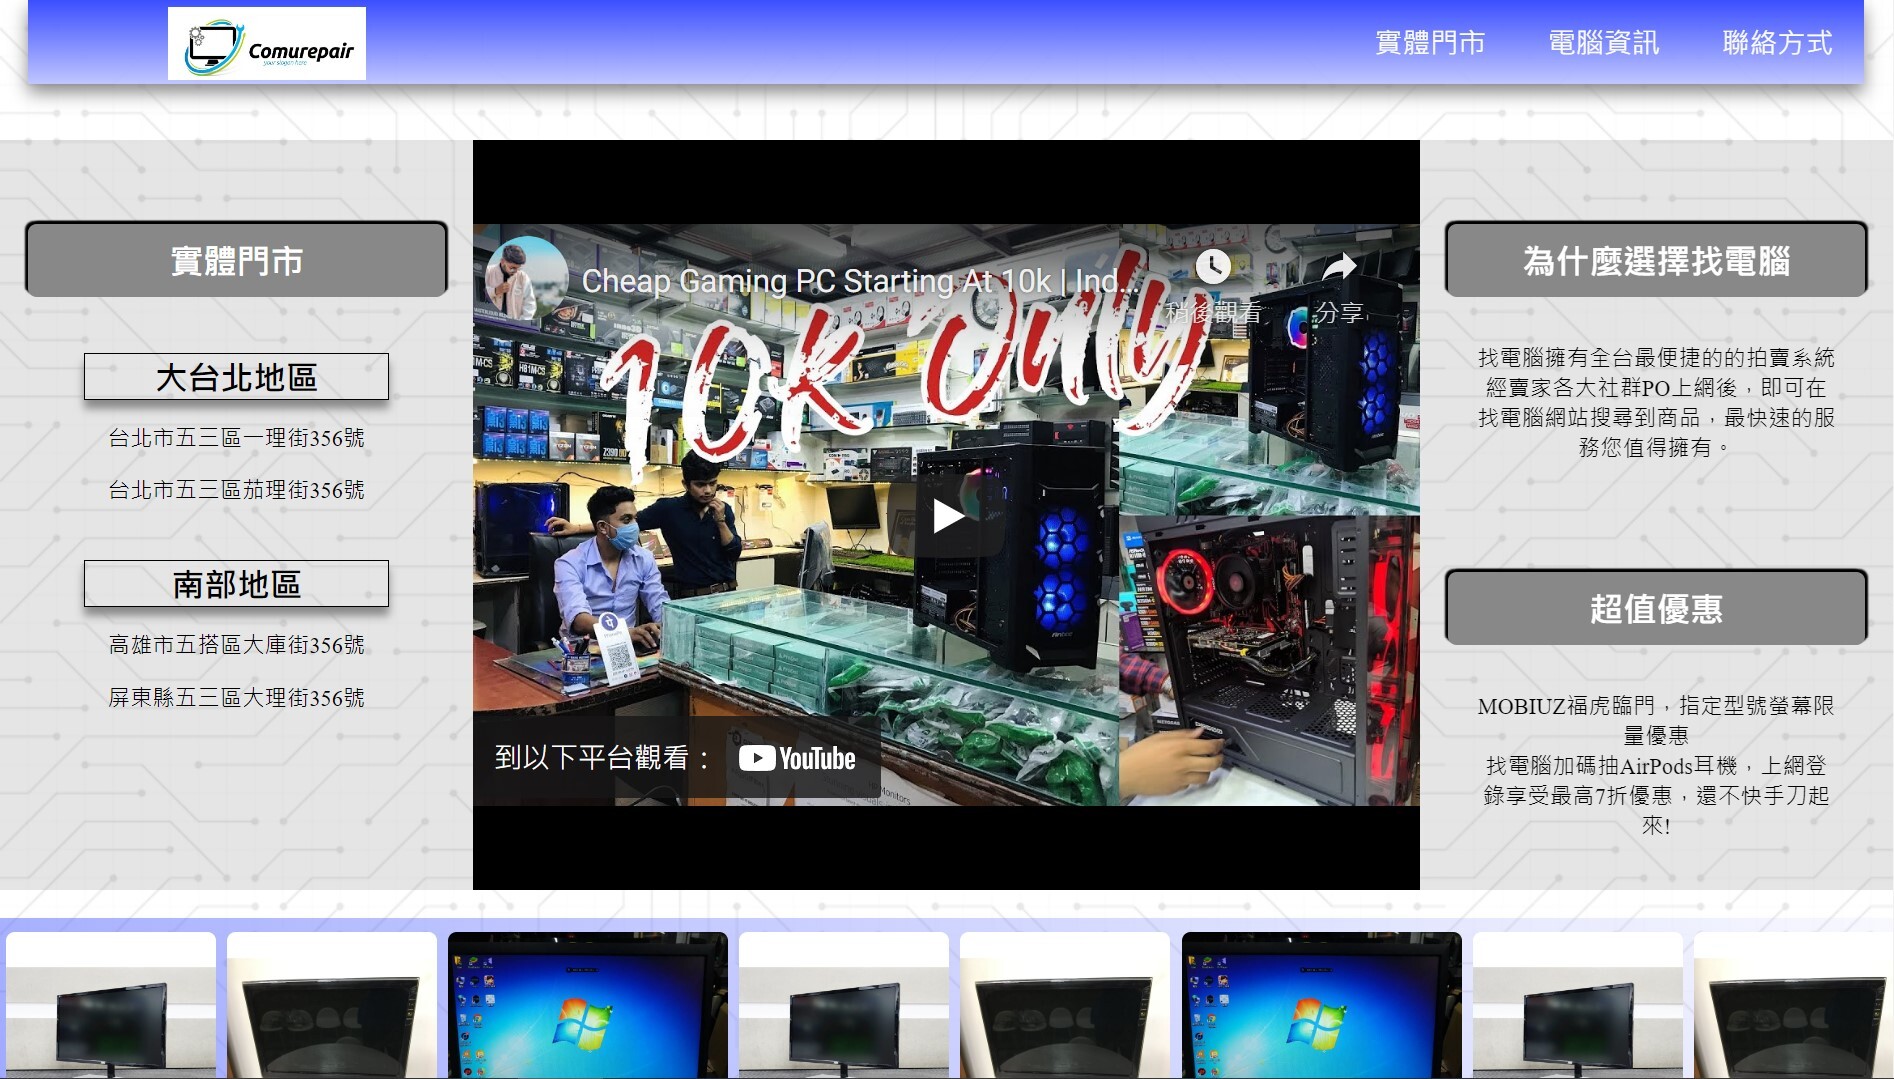 Comurepair
your slogan here
實體門市
電腦資訊
聯絡方式
實體門市
大台北地區
台北市五三區一理街356號
台北市五三區茄理街356號
南部地區
高雄市五搭區大庫街356號
屏東縣五三區大理街356號
Cheap Gaming PC Starting At 10k | Ind...
稍後觀看
分享
10k Only
到以下平台觀看：
YouTube
為什麼選擇找電腦
找電腦擁有全台最便捷的的拍賣系統
經賣家各大社群PO上網後，即可在
找電腦網站搜尋到商品，最快速的服
務您值得擁有。
超值優惠
MOBIUZ福虎臨門，指定型號螢幕限
量優惠
找電腦加碼抽AirPods耳機，上網登
錄享受最高7折優惠，還不快手刀起
來!